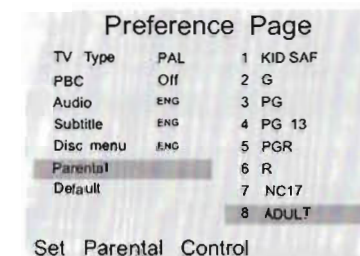 Preference Page
TV Type PAL 1 KID SAF
PBC Off 2 G
Audio ENG 3 PG
Subtitle ENG 4 PG 13
Disc menu ENG 5 PGR
Parental 6 R
Default 7 NC17
8 ADULT
Set Parental Control